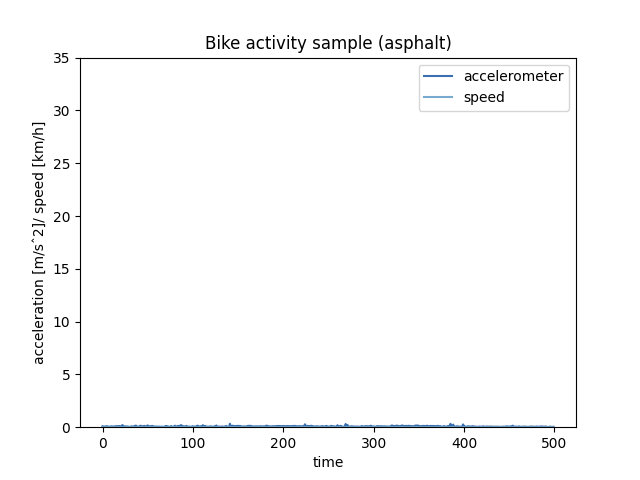 Bike activity sample (asphalt)
accelerometer
speed
acceleration [m/sˆ2]/ speed [km/h]
35
30
25
20
15
10
5
0
0 100 200 300 400 500
time